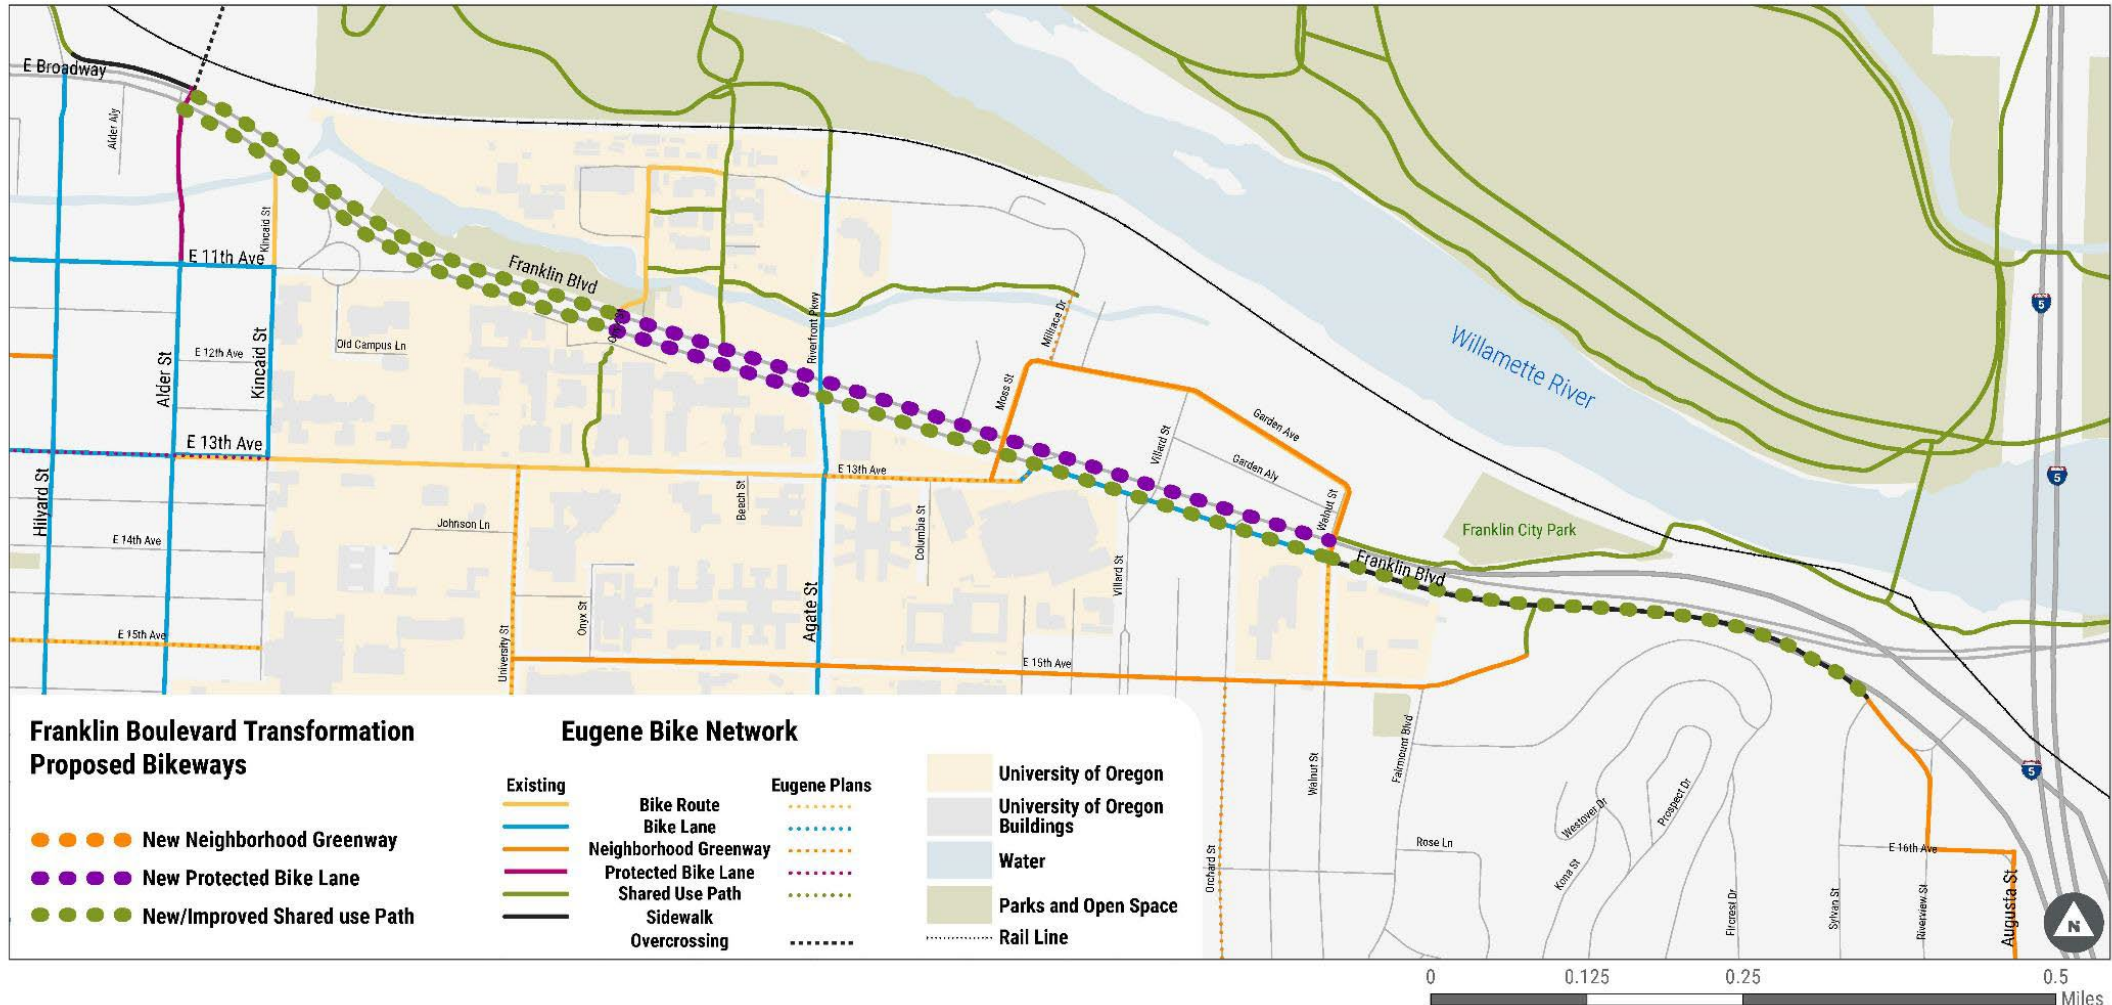 E Broadway
Alder Aly
Kincaid St
E 11th Ave
Franklin Blvd
Riverfront Pkwy
Millrace Dr
Willamette River
5
5
Old Campus Ln
E 12th Ave
Alder St
Kincaid St
Moss St
Garden Ave
Villard St
Garden Aly
E 13th Ave
E 13th Ave
Walnut St
Hilyard St
Beech St
Columbia St
Franklin City Park
Johnson Ln
E 14th Ave
Franklin Blvd
Villard St
Onyx St
Agate St
E 15th Ave
University St
E 15th Ave
Orchard St
Walnut St
Fairmount Blvd
Westover Dr
Prospect Dr
5
Rose Ln
Kona St
Fircrest Dr
Sylvan St
Riverview St
E 16th Ave
Augusta St
N
Franklin Boulevard Transformation
Proposed Bikeways
New Neighborhood Greenway
New Protected Bike Lane
New/Improved Shared use Path
Eugene Bike Network
Existing
Eugene Plans
Bike Route
Bike Lane
Neighborhood Greenway
Protected Bike Lane
Shared Use Path
Sidewalk
Overcrossing
University of Oregon
University of Oregon
Buildings
Water
Parks and Open Space
Rail Line
0 0.125 0.25 0.5
Miles